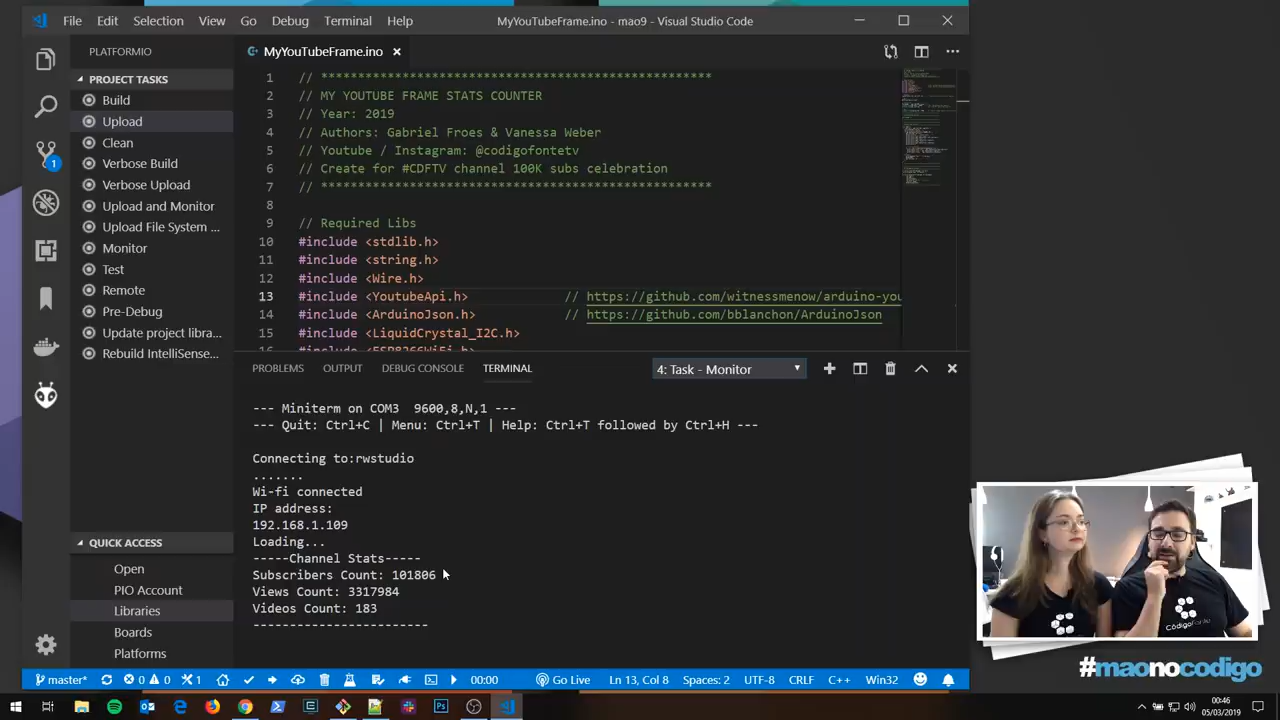 File Edit Selection View Go Debug Terminal Help MyYouTubeFrame.ino - mao9 - Visual Studio Code
PLATFORMIO
MyYouTubeFrame.ino
PROJECT TASKS
Build
Upload
Clean
Verbose Build
Verbose Upload
Upload and Monitor
Upload File System ...
Monitor
Test
Remote
Pre-Debug
Update project libra...
Rebuild IntelliSense...
1 // *****************************************************
2 // MY YOUTUBE FRAME STATS COUNTER
3 // Year: 2019
4 // Authors: Gabriel Froes & Vanessa Weber
5 // Youtube / Instagram: @codigofontetv
6 // Create for #CDFTV channel 100K subs celebration
7 // *****************************************************
8
9 // Required Libs
10 #include <stdlib.h>
11 #include <string.h>
12 #include <Wire.h>
13 #include <YoutubeApi.h> // https://github.com/witnessmenow/arduino-you
14 #include <ArduinoJson.h> // https://github.com/bblanchon/ArduinoJson
15 #include <LiquidCrystal_I2C.h>
16 #include <ESP8266WiFi.h>
PROBLEMS OUTPUT DEBUG CONSOLE TERMINAL 4: Task - Monitor
--- Miniterm on COM3 9600,8,N,1 ---
--- Quit: Ctrl+C | Menu: Ctrl+T | Help: Ctrl+T followed by Ctrl+H ---
Connecting to:rwstudio
.......
Wi-fi connected
IP address:
192.168.1.109
Loading...
-----Channel Stats-----
Subscribers Count: 101806
Views Count: 3317984
Videos Count: 183
------------------------
QUICK ACCESS
Open
PIO Account
Libraries
Boards
Platforms
1
CódigoFonte
#maonocodigo
master* 0 0 1 00:00 Go Live Ln 13, Col 8 Spaces: 2 UTF-8 CRLF C++ Win32
00:46
05/03/2019